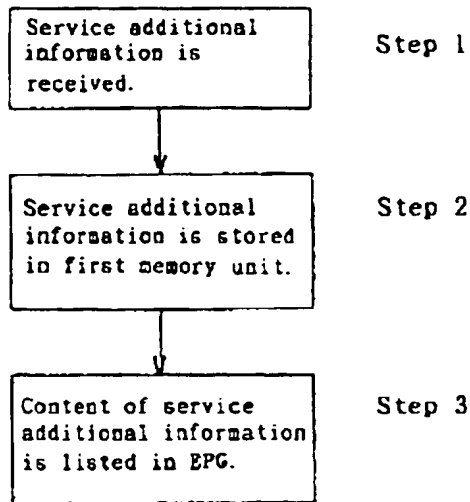 Service additional
information is
received.
Step 1
Service additional
information is stored
in first memory unit.
Step 2
Content of service
additional information
is listed in EPG.
Step 3